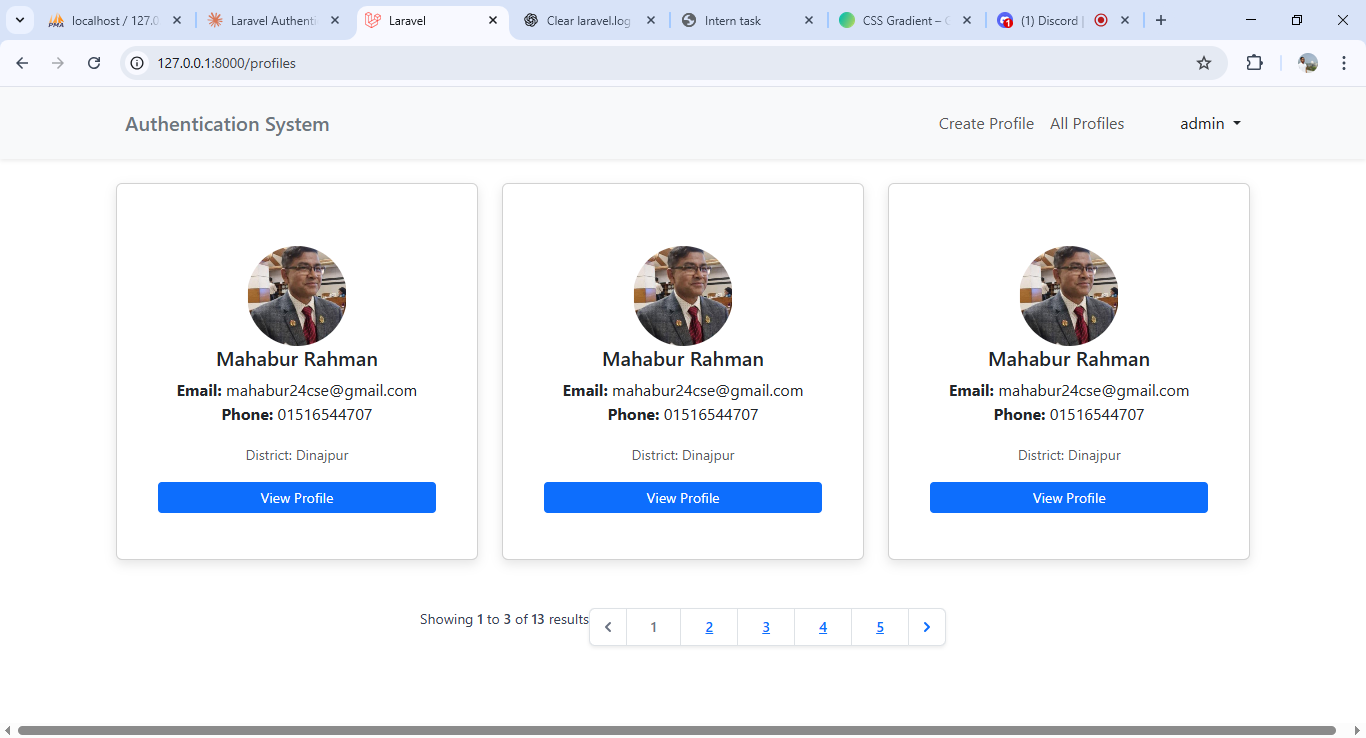 localhost / 127.0
Laravel Authenti
Laravel
Clear laravel.log
Intern task
CSS Gradient – G
(1) Discord |
127.0.0.1:8000/profiles
Authentication System
Create Profile
All Profiles
admin
Mahabur Rahman
Email: mahabur24cse@gmail.com
Phone: 01516544707
District: Dinajpur
View Profile
Mahabur Rahman
Email: mahabur24cse@gmail.com
Phone: 01516544707
District: Dinajpur
View Profile
Mahabur Rahman
Email: mahabur24cse@gmail.com
Phone: 01516544707
District: Dinajpur
View Profile
Showing 1 to 3 of 13 results
1 2 3 4 5